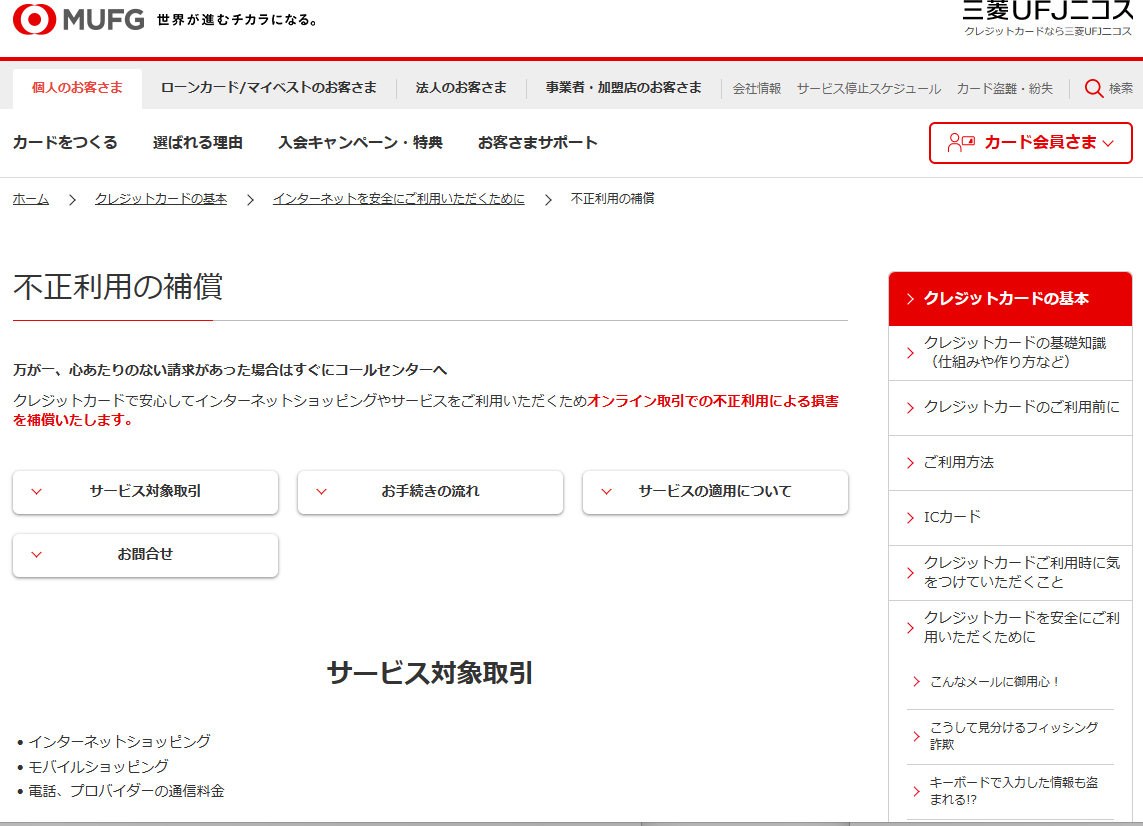 MUFG 世界が進むチカラになる。
三菱UFJニコス
クレジットカードなら三菱UFJニコス
個人のお客さま ローンカード/マイベストのお客さま 法人のお客さま 事業者・加盟店のお客さま 会社情報 サービス停止スケジュール カード盗難・紛失 検索
カードをつくる 選ばれる理由 入会キャンペーン・特典 お客さまサポート カード会員さま
ホーム クレジットカードの基本 インターネットを安全にご利用いただくために 不正利用の補償
不正利用の補償
万が一、心あたりのない請求があった場合はすぐにコールセンターへ
クレジットカードで安心してインターネットショッピングやサービスをご利用いただくためオンライン取引での不正利用による損害
を補償いたします。
サービス対象取引 お手続きの流れ サービスの適用について
お問合せ
サービス対象取引
• インターネットショッピング
• モバイルショッピング
• 電話、プロバイダーの通信料金
クレジットカードの基本
クレジットカードの基礎知識
（仕組みや作り方など）
クレジットカードのご利用前に
ご利用方法
ICカード
クレジットカードご利用時に気
をつけていただくこと
クレジットカードを安全にご利
用いただくために
こんなメールに御用心！
こうして見分けるフィッシング
詐欺
キーボードで入力した情報も盗
まれる!?